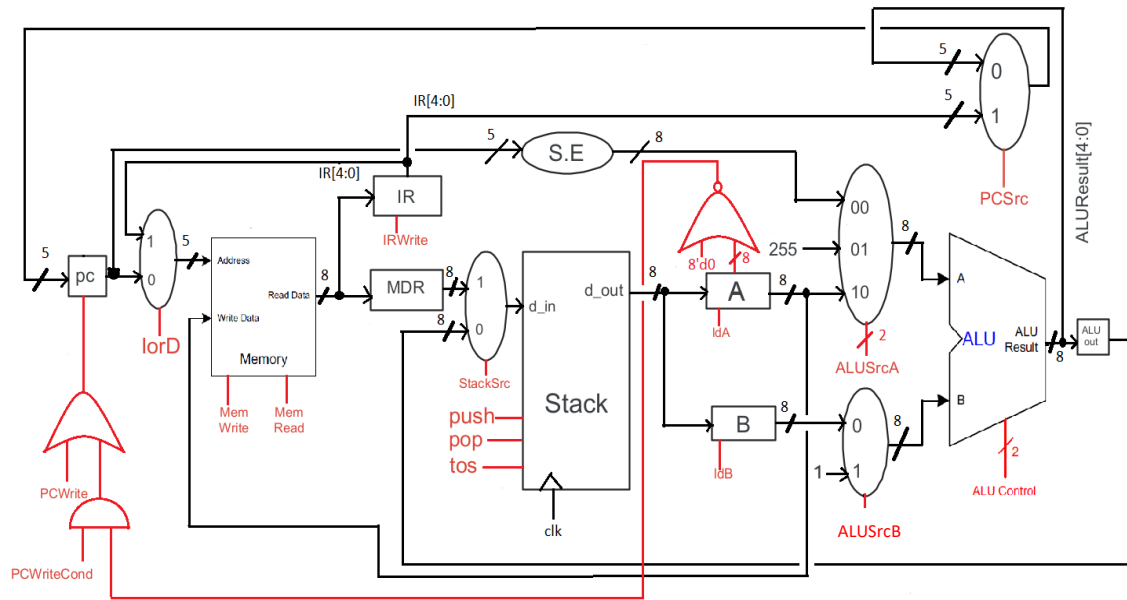 5
0
5
1
IR[4:0]
PCSrc
ALUResult[4:0]
5
S.E
8
IR[4:0]
IR
IRWrite
5
pc
1
0
5
IorD
Address
Read Data
Write Data
Memory
Mem
Write
Mem
Read
8
MDR
8
8
1
0
StackSrc
d_in
d_out
Stack
push
pop
tos
clk
8
8'd0
8
A
ldA
8
B
ldB
8
00
255
01
10
2
ALUSrcA
8
0
1
1
8
ALUSrcB
A
ALU
ALU
Result
B
8
2
ALU Control
ALU
out
PCWrite
PCWriteCond